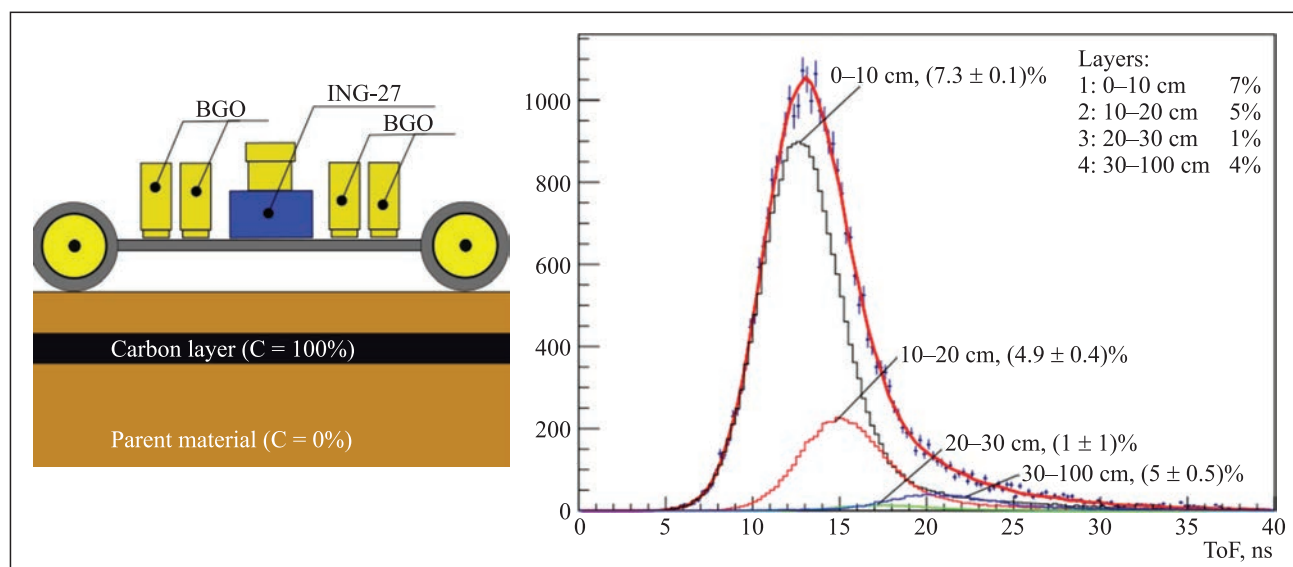 BGO
ING-27
BGO
Carbon layer (C = 100%)
Parent material (C = 0%)
1000
800
600
400
200
0
0–10 cm, (7.3 ± 0.1)%
10–20 cm, (4.9 ± 0.4)%
20–30 cm, (1 ± 1)%
30–100 cm, (5 ± 0.5)%
Layers:
1: 0–10 cm 7%
2: 10–20 cm 5%
3: 20–30 cm 1%
4: 30–100 cm 4%
0 5 10 15 20 25 30 35 40
ToF, ns